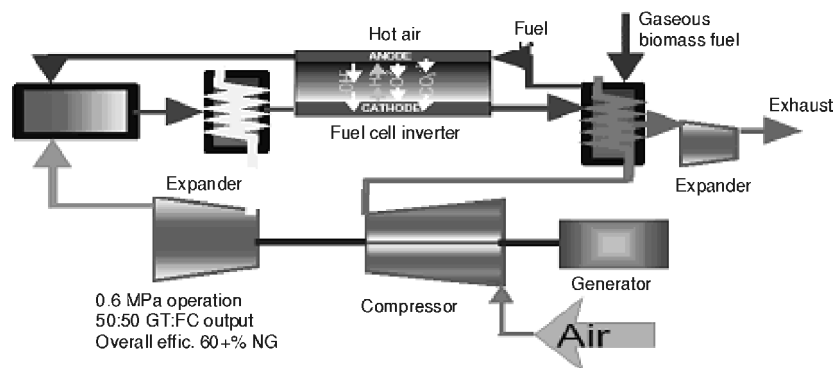 Gaseous
biomass fuel
Fuel
Hot air
ANODE
CATHODE
Fuel cell inverter
Exhaust
Expander
Expander
Compressor
Generator
0.6 MPa operation
50:50 GT:FC output
Overall effic. 60+% NG
Air